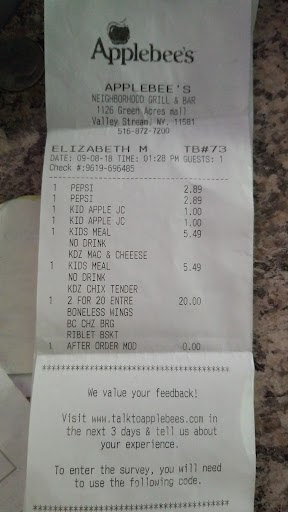 Applebee's
APPLEBEE'S
NEIGHBORHOOD GRILL & BAR
1126 Green Acres mall
Valley Stream, NY, 11581
516-872-7200
ELIZABETH M TB#73
DATE: 09-08-18 TIME: 01:28 PM GUESTS: 1
Check #:9619-696485
1 PEPSI 2.89
1 PEPSI 2.89
1 KID APPLE JC 1.00
1 KID APPLE JC 1.00
1 KIDS MEAL 5.49
NO DRINK
KDZ MAC & CHEEESE
1 KIDS MEAL 5.49
NO DRINK
KDZ CHIX TENDER
1 2 FOR 20 ENTRE 20.00
BONELESS WINGS
BC CHZ BRG
RIBLET BSKT
1 AFTER ORDER MOD 0.00
We value your feedback!
Visit www.talktoapplebees.com in
the next 3 days & tell us about
your experience.
To enter the survey, you will need
to use the following code.